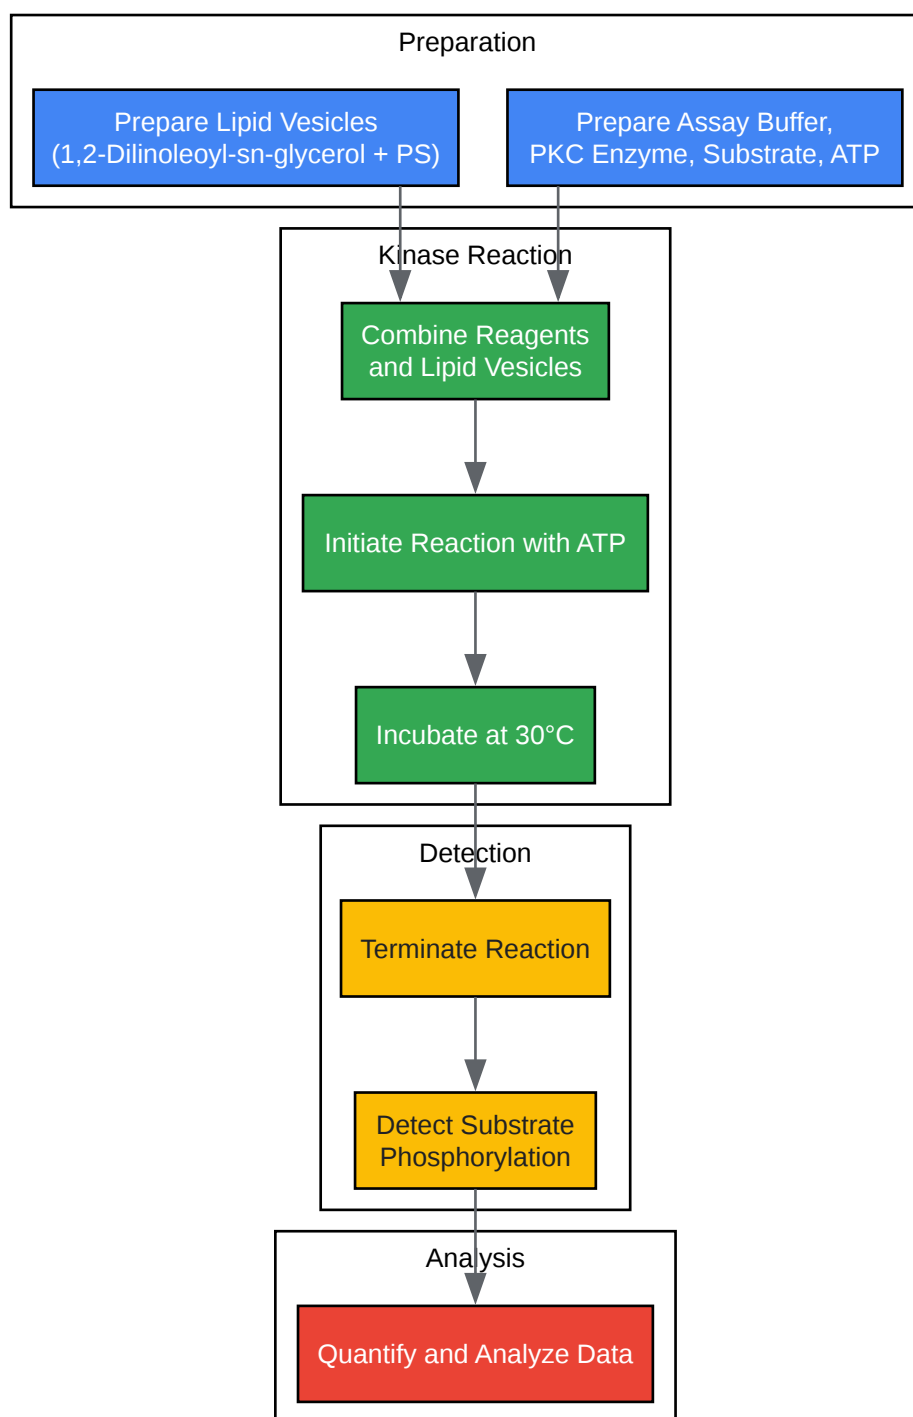 Preparation
Prepare Lipid Vesicles
(1,2-Dilinoleoyl-sn-glycerol + PS)
Prepare Assay Buffer,
PKC Enzyme, Substrate, ATP
Kinase Reaction
Combine Reagents
and Lipid Vesicles
Initiate Reaction with ATP
Incubate at 30°C
Detection
Terminate Reaction
Detect Substrate
Phosphorylation
Analysis
Quantify and Analyze Data